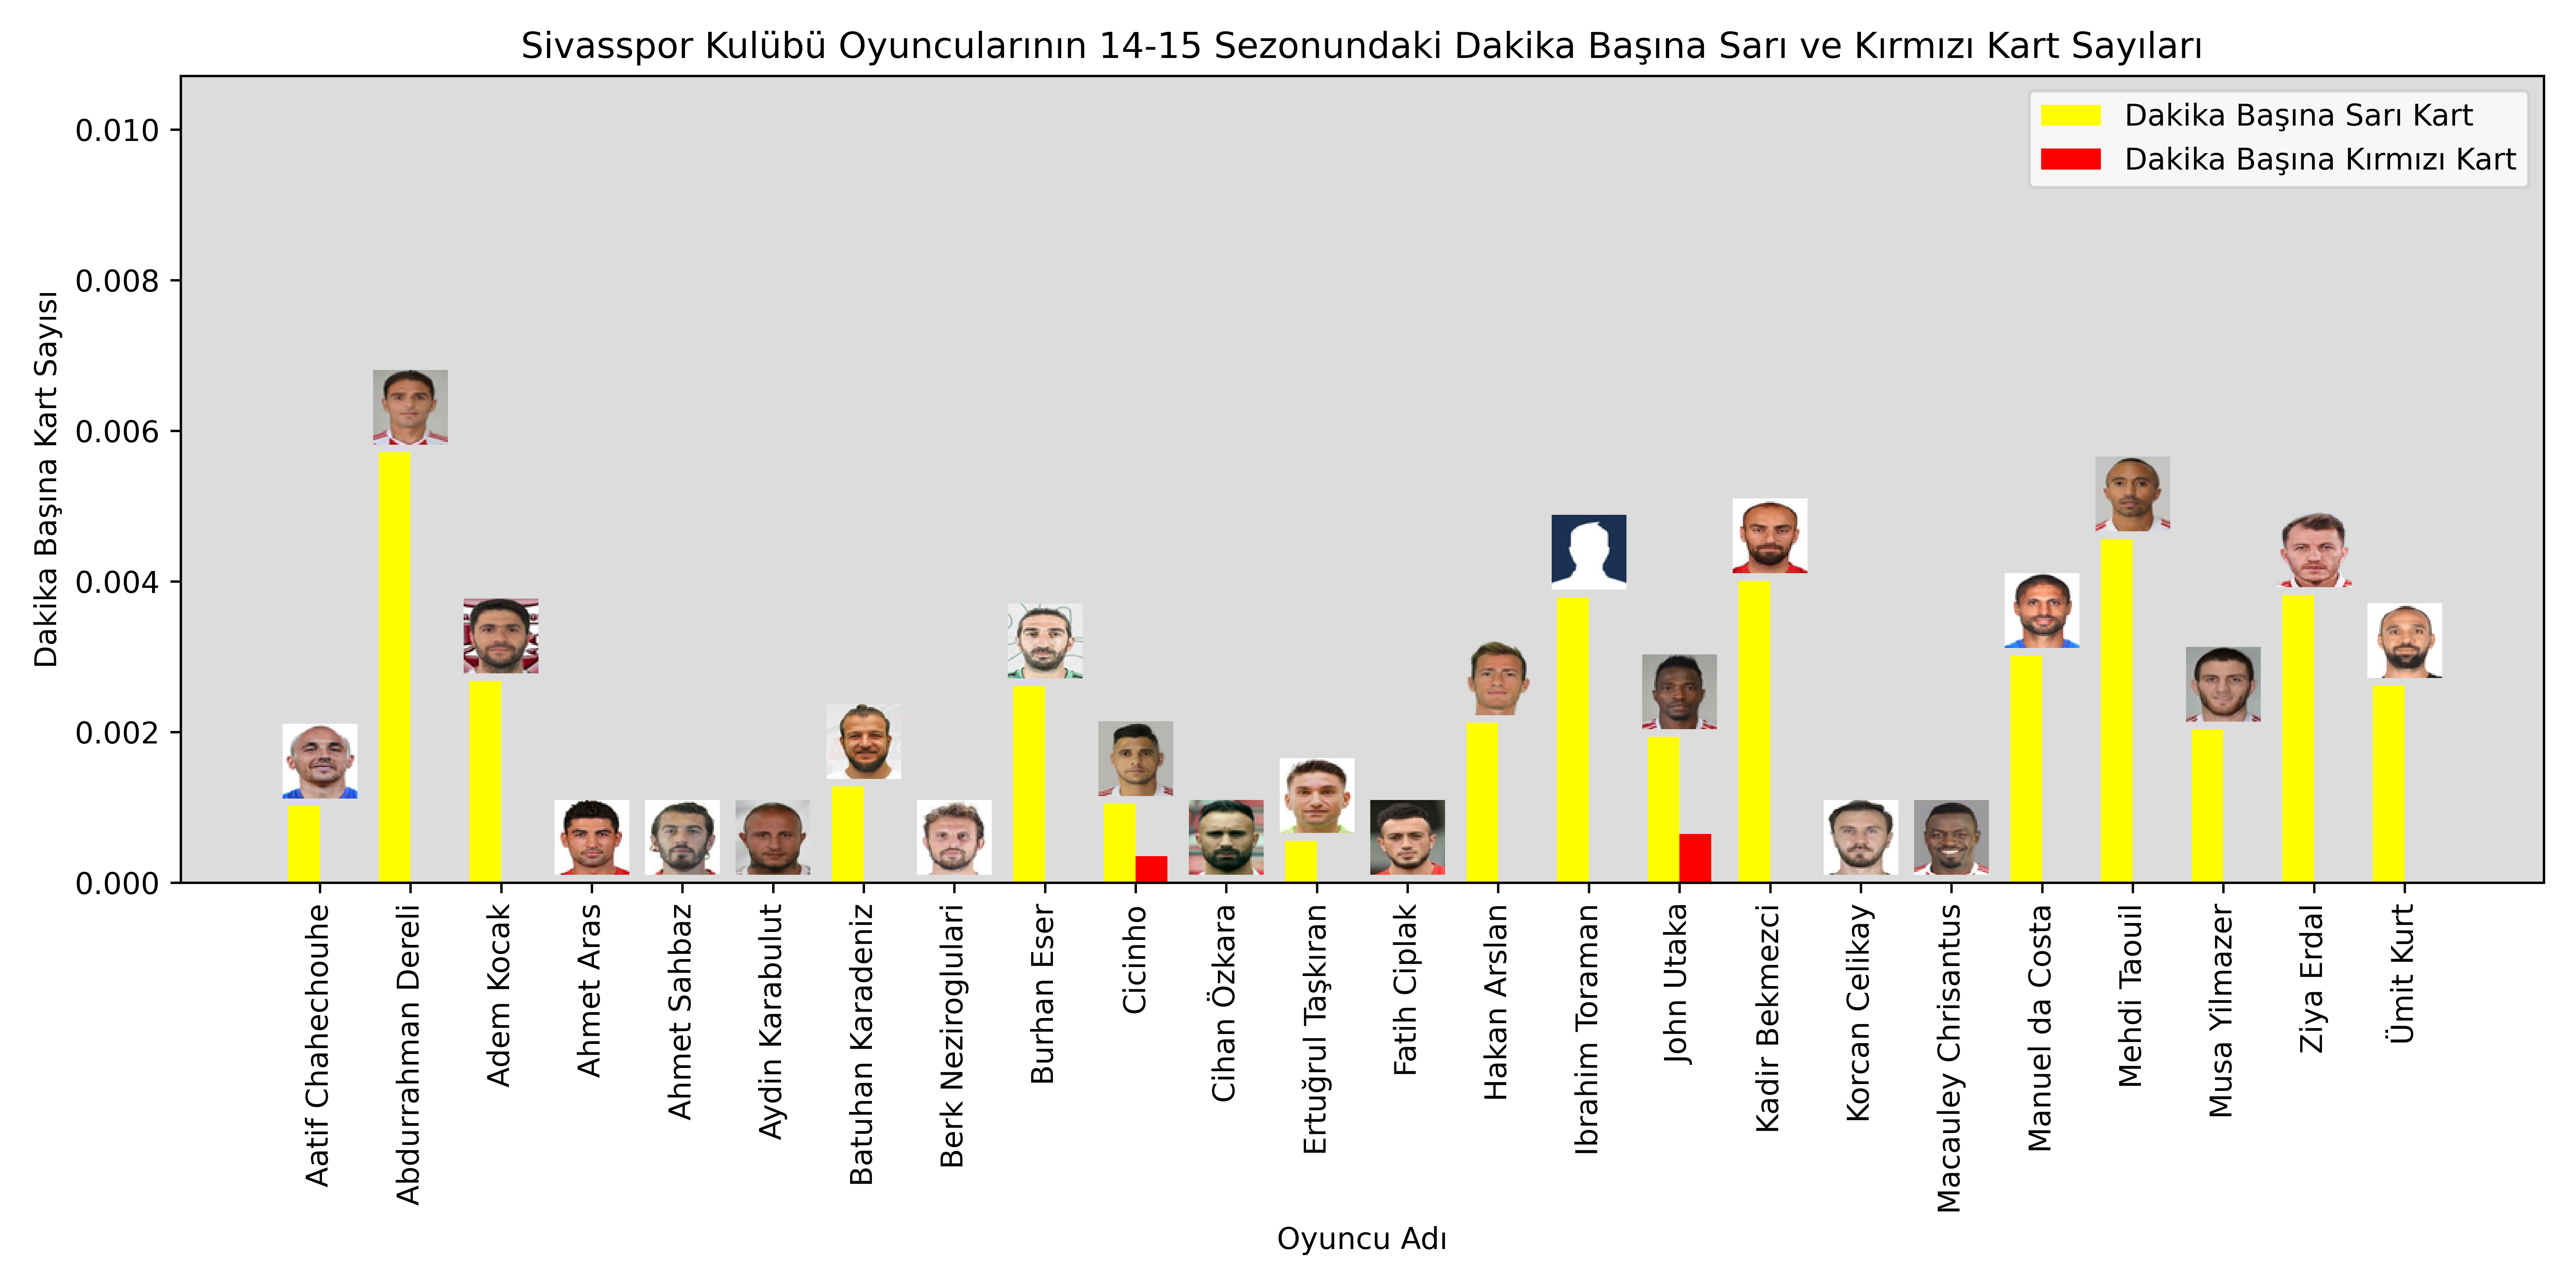 Sivasspor Kulübü Oyuncularının 14-15 Sezonundaki Dakika Başına Sarı ve Kırmızı Kart Sayıları
Dakika Başına Sarı Kart
Dakika Başına Kırmızı Kart
Dakika Başına Kart Sayısı
0.010
0.008
0.006
0.004
0.002
0.000
Aatif Chahechouhe
Abdurrahman Dereli
Adem Kocak
Ahmet Aras
Ahmet Sahbaz
Aydin Karabulut
Batuhan Karadeniz
Berk Neziroglulari
Burhan Eser
Cicinho
Cihan Özkara
Ertuğrul Taşkıran
Fatih Ciplak
Hakan Arslan
Ibrahim Toraman
John Utaka
Kadir Bekmezci
Korcan Celikay
Macauley Chrisantus
Manuel da Costa
Mehdi Taouil
Musa Yilmazer
Ziya Erdal
Ümit Kurt
Oyuncu Adı